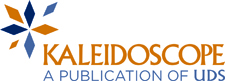 KALEIDOSCOPE
A PUBLICATION OF UDS